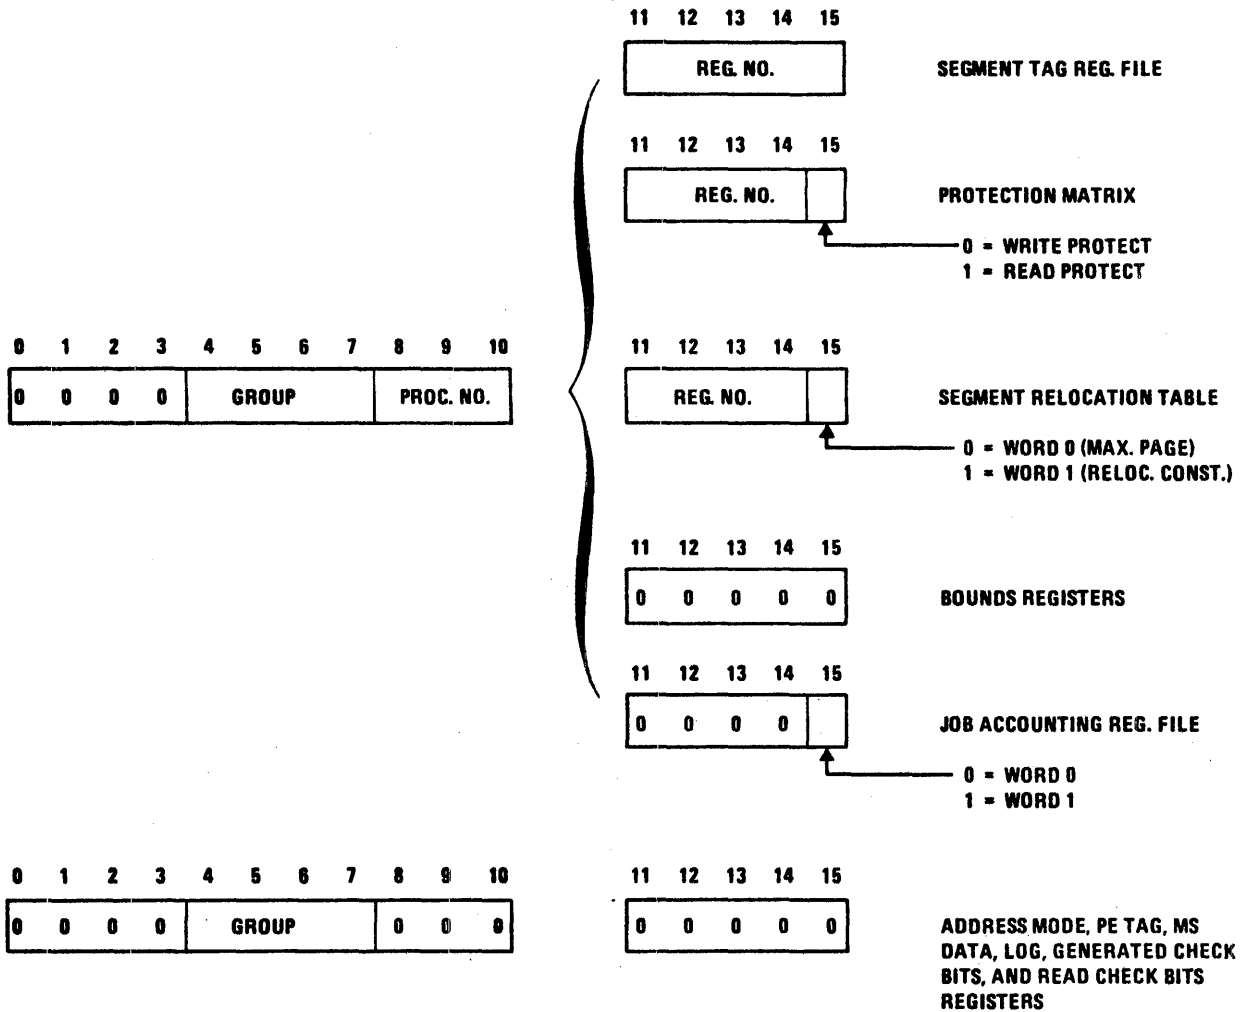 11 12 13 14 15
REG. NO.
SEGMENT TAG REG. FILE
11 12 13 14 15
REG. NO.
PROTECTION MATRIX
0 = WRITE PROTECT
1 = READ PROTECT
0 1 2 3 4 5 6 7 8 9 10
0 0 0 0 GROUP PROC. NO.
11 12 13 14 15
REG. NO.
SEGMENT RELOCATION TABLE
0 = WORD 0 (MAX. PAGE)
1 = WORD 1 (RELOC. CONST.)
11 12 13 14 15
0 0 0 0 0
BOUNDS REGISTERS
11 12 13 14 15
0 0 0 0
JOB ACCOUNTING REG. FILE
0 = WORD 0
1 = WORD 1
0 1 2 3 4 5 6 7 8 9 10
0 0 0 0 GROUP 0 0 0
11 12 13 14 15
0 0 0 0 0
ADDRESS MODE, PE TAG, MS
DATA, LOG, GENERATED CHECK
BITS, AND READ CHECK BITS
REGISTERS